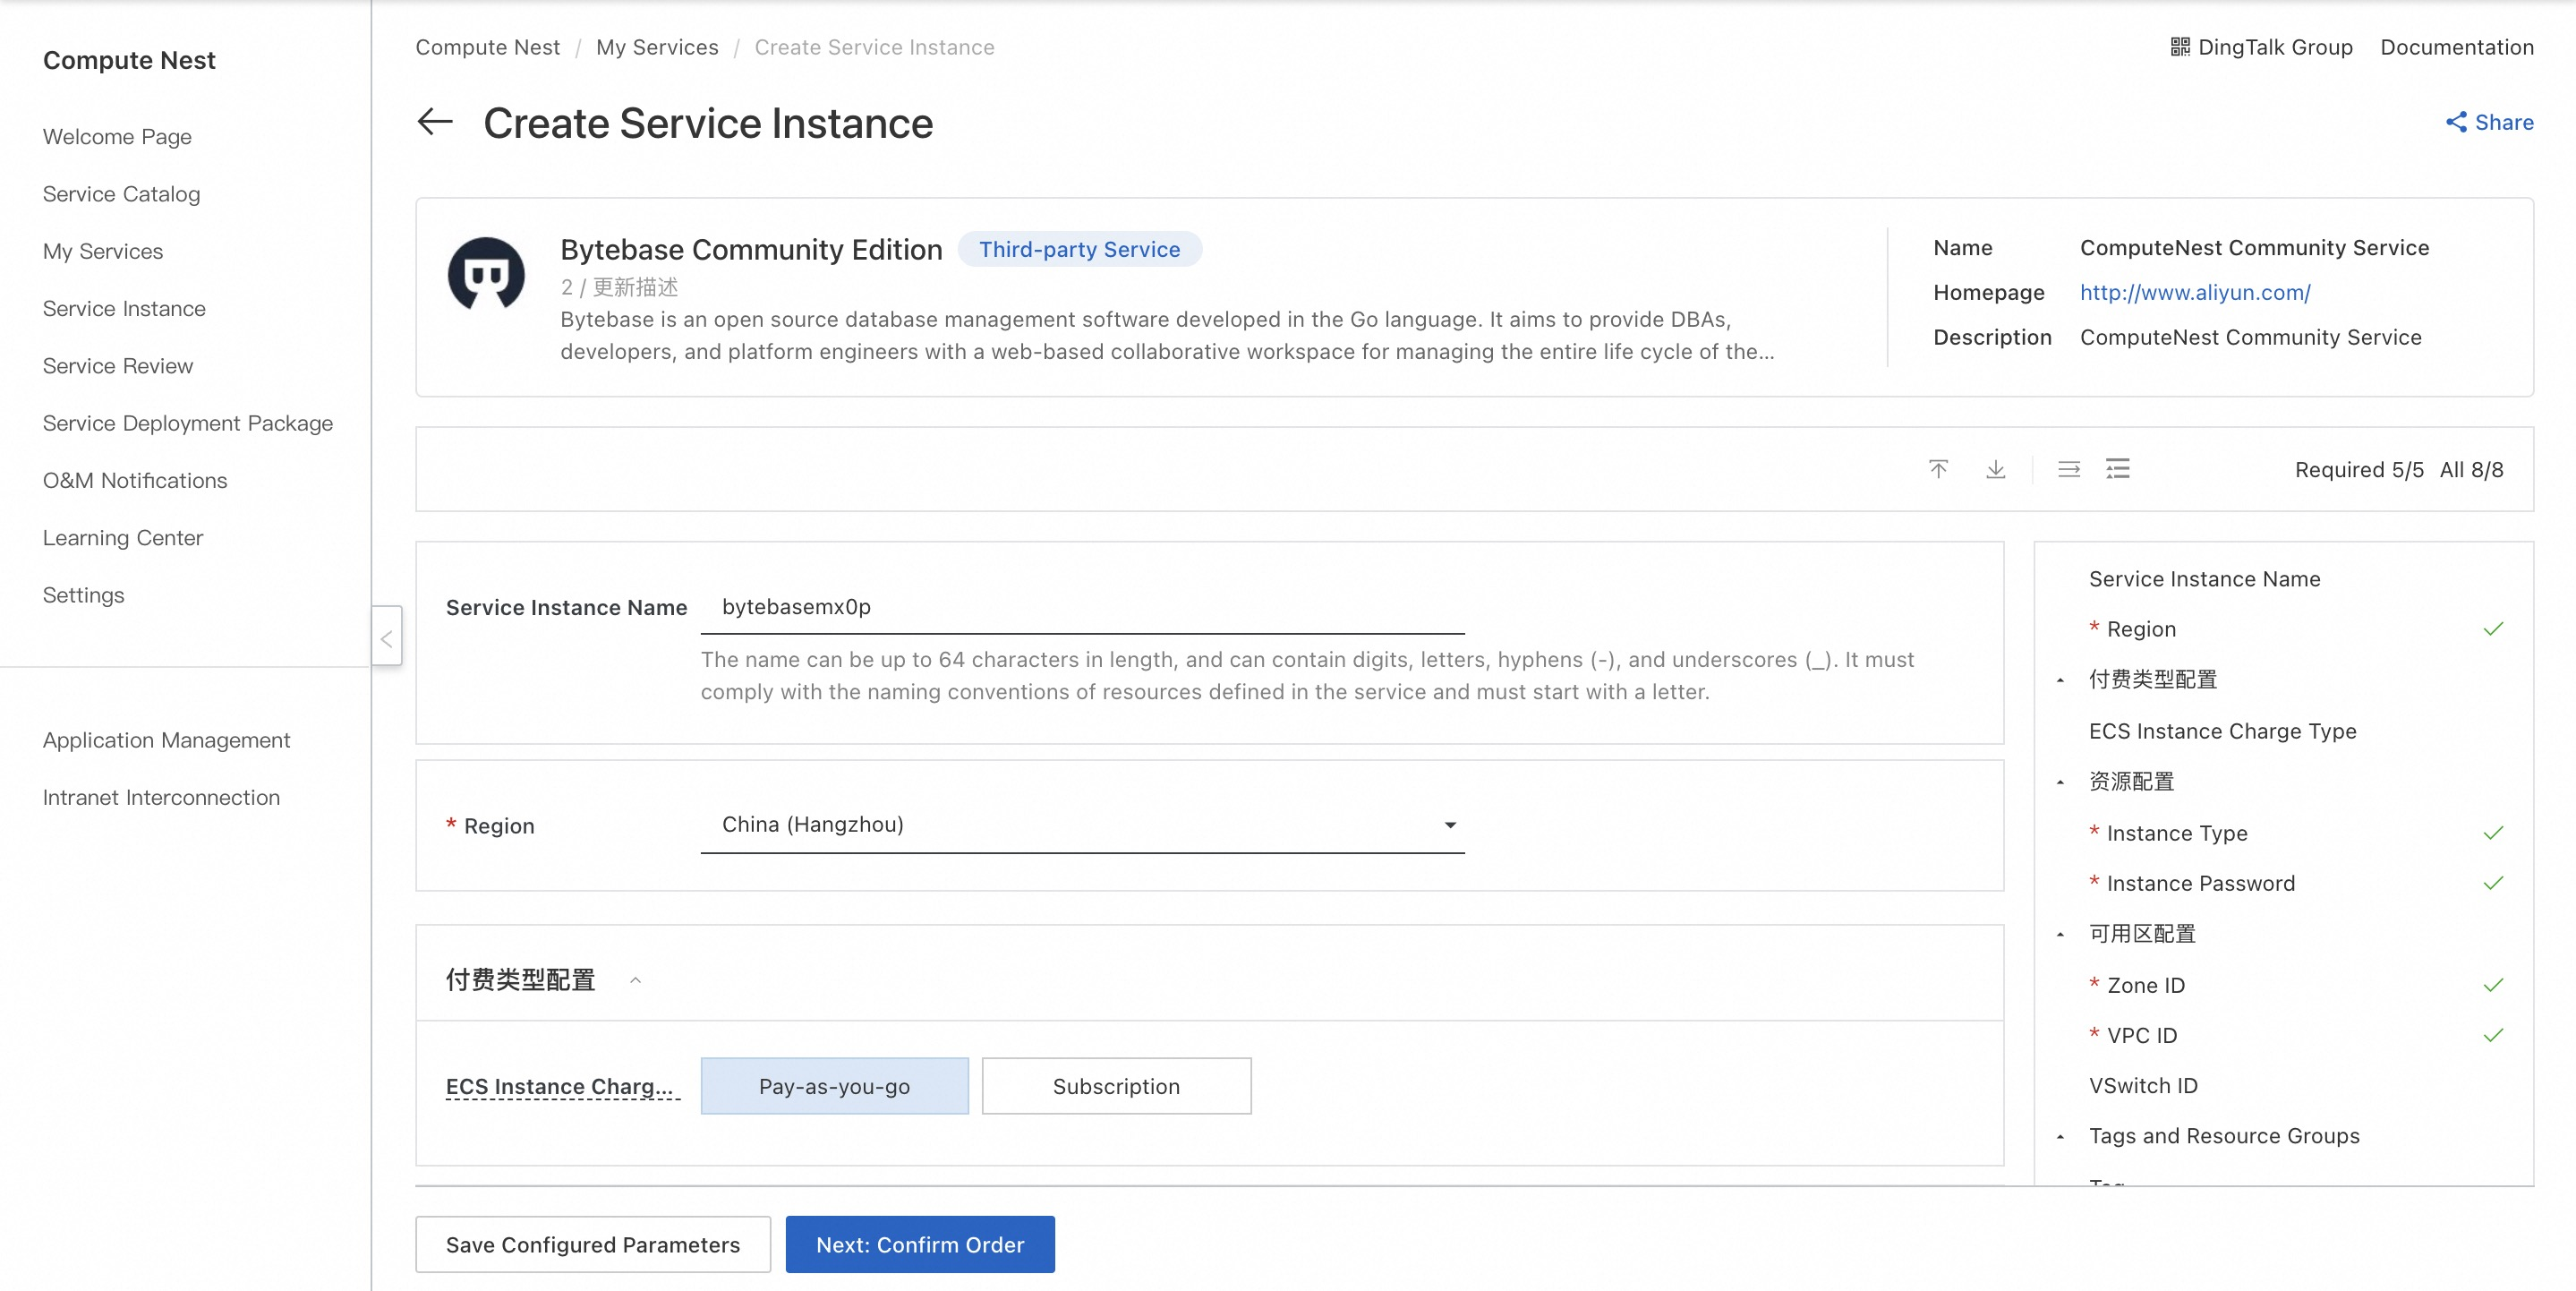 Compute Nest
Welcome Page
Service Catalog
My Services
Service Instance
Service Review
Service Deployment Package
O&M Notifications
Learning Center
Settings
Application Management
Intranet Interconnection
Compute Nest / My Services / Create Service Instance
DingTalk Group Documentation
Create Service Instance
Share
Bytebase Community Edition Third-party Service
2 / 更新描述
Bytebase is an open source database management software developed in the Go language. It aims to provide DBAs,
developers, and platform engineers with a web-based collaborative workspace for managing the entire life cycle of the...
Name ComputeNest Community Service
Homepage http://www.aliyun.com/
Description ComputeNest Community Service
Required 5/5 All 8/8
Service Instance Name bytebasemx0p
The name can be up to 64 characters in length, and can contain digits, letters, hyphens (-), and underscores (_). It must
comply with the naming conventions of resources defined in the service and must start with a letter.
* Region China (Hangzhou)
付费类型配置
ECS Instance Charg... Pay-as-you-go Subscription
Service Instance Name
* Region
付费类型配置
ECS Instance Charge Type
资源配置
* Instance Type
* Instance Password
可用区配置
* Zone ID
* VPC ID
VSwitch ID
Tags and Resource Groups
Save Configured Parameters Next: Confirm Order